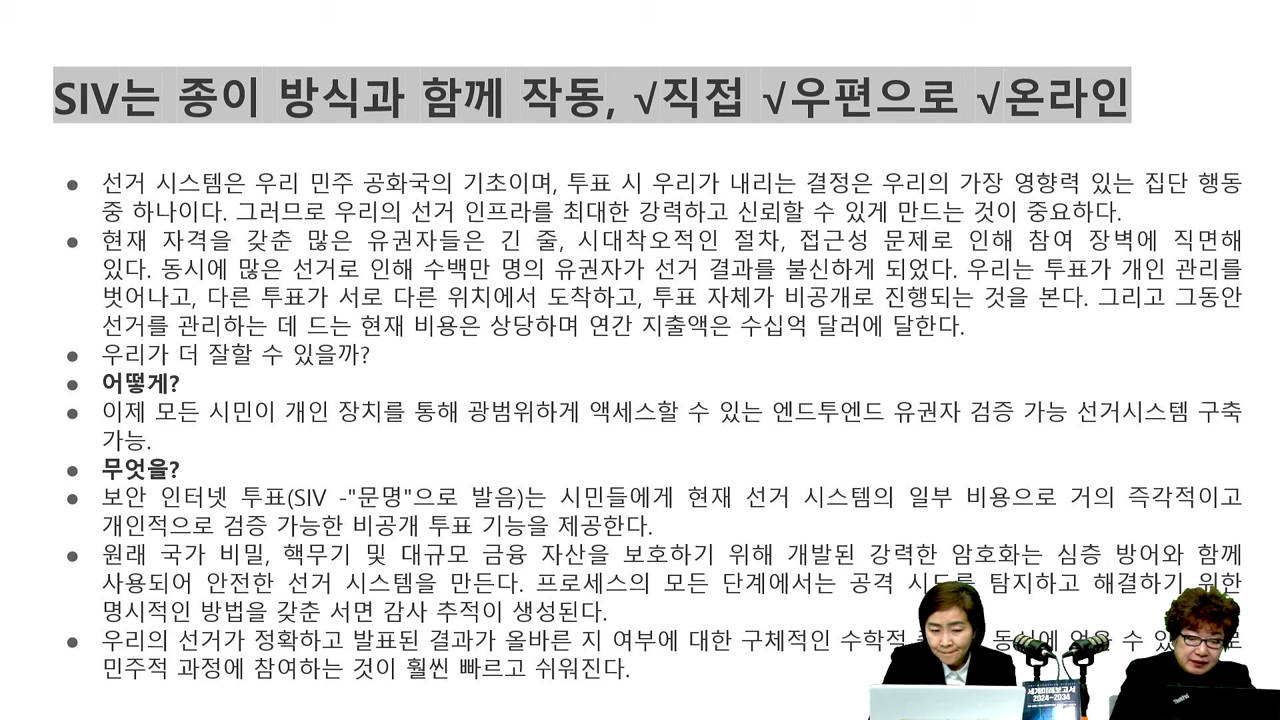 SIV는 종이 방식과 함께 작동, √직접 √우편으로 √온라인
● 선거 시스템은 우리 민주 공화국의 기초이며, 투표 시 우리가 내리는 결정은 우리의 가장 영향력 있는 집단 행동
중 하나이다. 그러므로 우리의 선거 인프라를 최대한 강력하고 신뢰할 수 있게 만드는 것이 중요하다.
● 현재 자격을 갖춘 많은 유권자들은 긴 줄, 시대착오적인 절차, 접근성 문제로 인해 참여 장벽에 직면해
있다. 동시에 많은 선거로 인해 수백만 명의 유권자가 선거 결과를 불신하게 되었다. 우리는 투표가 개인 관리를
벗어나고, 다른 투표가 서로 다른 위치에서 도착하고, 투표 자체가 비공개로 진행되는 것을 본다. 그리고 그동안
선거를 관리하는 데 드는 현재 비용은 상당하며 연간 지출액은 수십억 달러에 달한다.
● 우리가 더 잘할 수 있을까?
● 어떻게?
● 이제 모든 시민이 개인 장치를 통해 광범위하게 액세스할 수 있는 엔드투엔드 유권자 검증 가능 선거시스템 구축
가능.
● 무엇을?
● 보안 인터넷 투표(SIV -"문명"으로 발음)는 시민들에게 현재 선거 시스템의 일부 비용으로 거의 즉각적이고
개인적으로 검증 가능한 비공개 투표 기능을 제공한다.
● 원래 국가 비밀, 핵무기 및 대규모 금융 자산을 보호하기 위해 개발된 강력한 암호화는 심층 방어와 함께
사용되어 안전한 선거 시스템을 만든다. 프로세스의 모든 단계에서는 공격 시도를 탐지하고 해결하기 위한
명시적인 방법을 갖춘 서면 감사 추적이 생성된다.
● 우리의 선거가 정확하고 발표된 결과가 올바른 지 여부에 대한 구체적인 수학적 수
민주적 과정에 참여하는 것이 훨씬 빠르고 쉬워진다.
세계미래보고서
2024-2034
ThinkPad